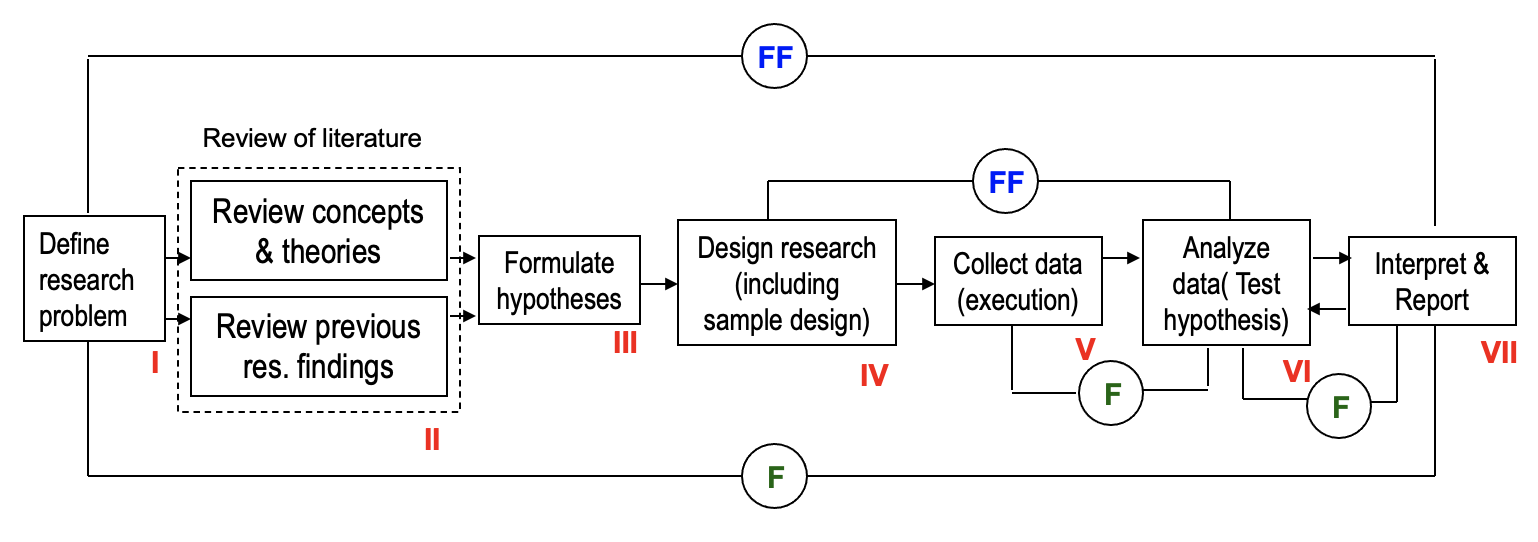 FF
Review of literature
FF
Define
research
problem
I
Review concepts
& theories
Review previous
res. findings
II
Formulate
hypotheses
III
Design research
(including
sample design)
IV
Collect data
(execution)
V
Analyze
data( Test
hypothesis)
VI
Interpret &
Report
VII
F
F
F